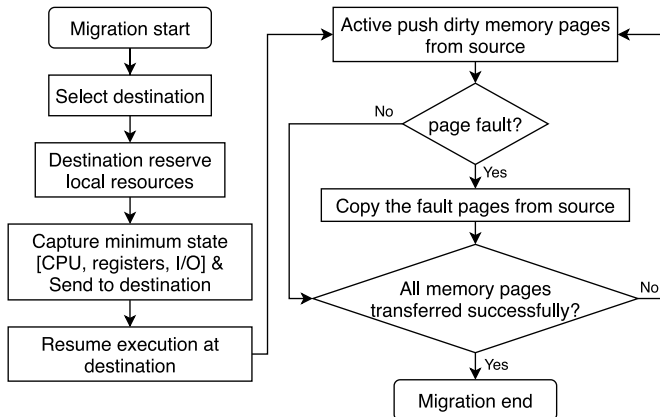 Migration start
Select destination
Destination reserve
local resources
Capture minimum state
[CPU, registers, I/O] &
Send to destination
Resume execution at
destination
Active push dirty memory pages
from source
page fault?
No
Yes
Copy the fault pages from source
All memory pages
transferred successfully?
No
Yes
Migration end